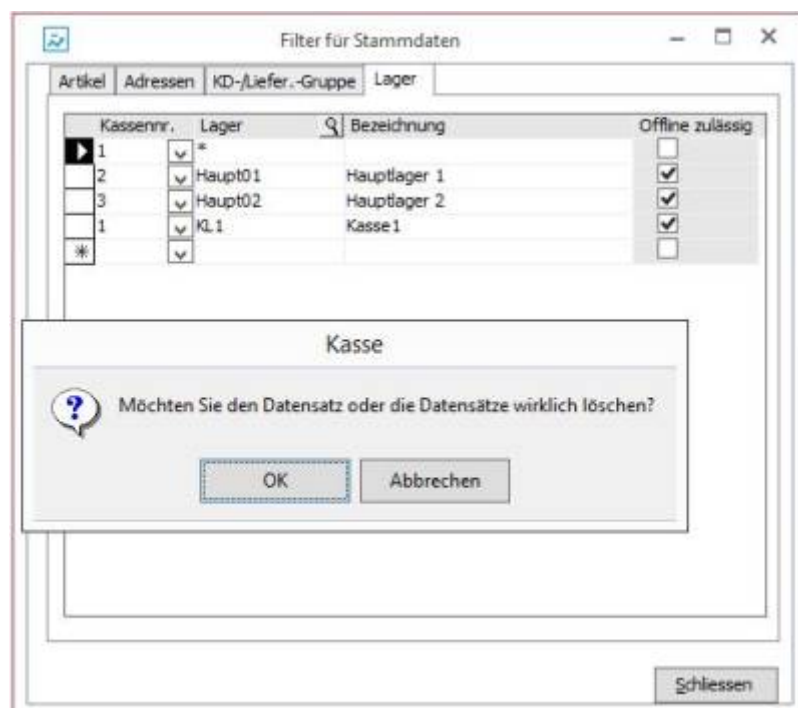 Filter für Stammdaten
Artikel Adressen KD-/Liefer.-Gruppe Lager
Kassennr. Lager Bezeichnung Offline zulässig
1 *
2 Haupt01 Hauptlager 1
3 Haupt02 Hauptlager 2
1 KL1 Kasse1
Kasse
Möchten Sie den Datensatz oder die Datensätze wirklich löschen?
OK Abbrechen
Schliessen